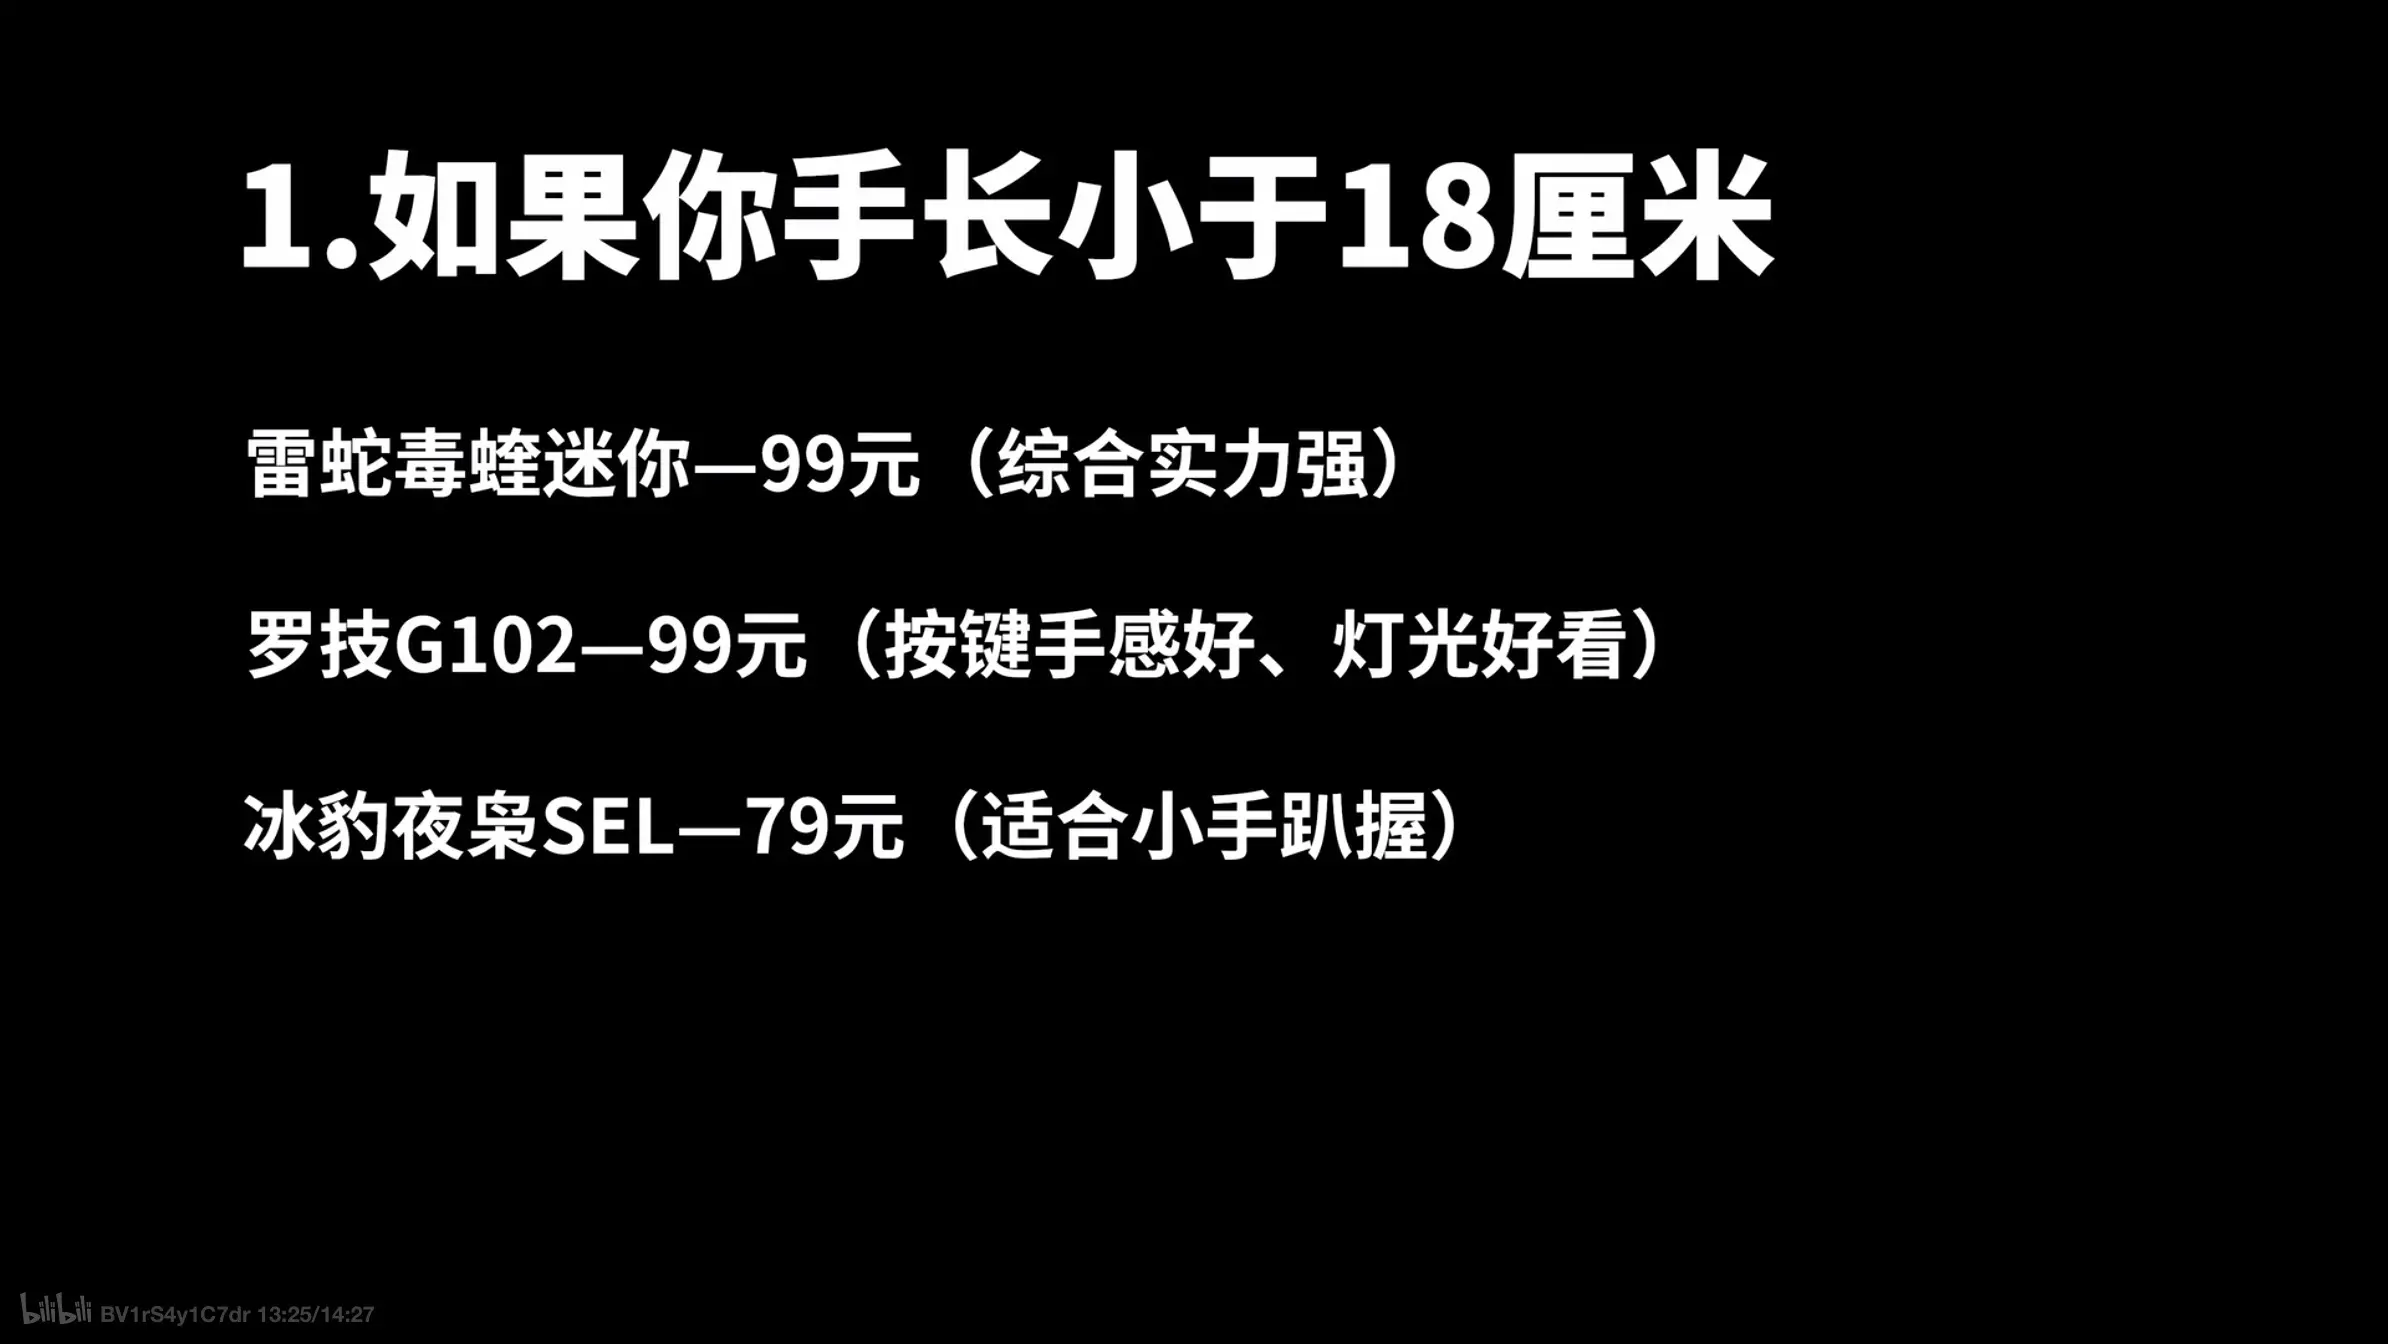 1.如果你手长小于18厘米
雷蛇毒蝰迷你—99元（综合实力强）
罗技G102—99元（按键手感好、灯光好看）
冰豹夜枭SEL—79元（适合小手趴握）
bilibili BV1rS4y1C7dr 13:25/14:27